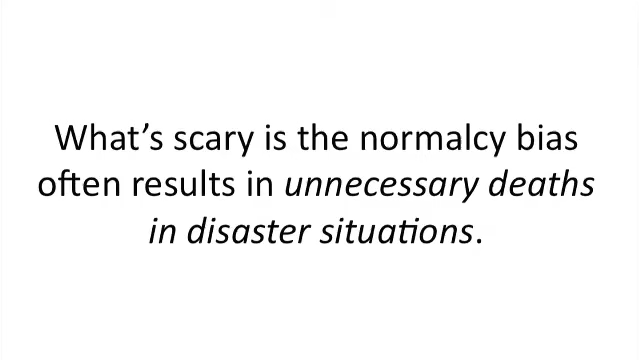 What’s scary is the normalcy bias
often results in unnecessary deaths
in disaster situations.